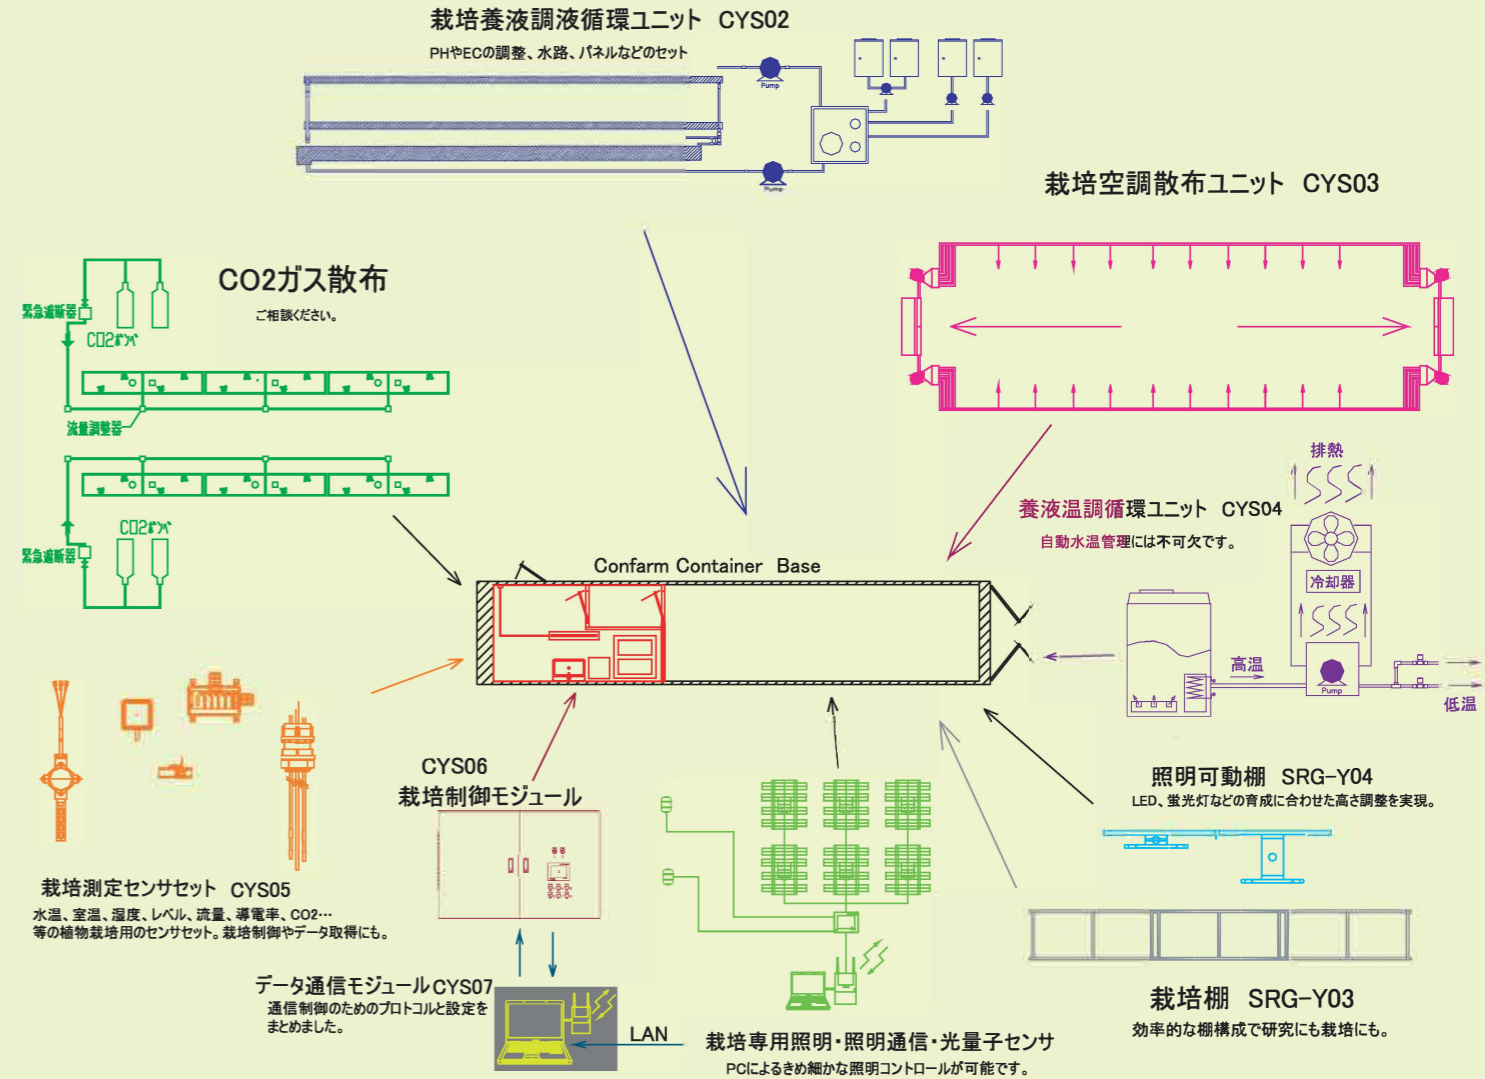 栽培養液調液循環ユニット CYS02
PHやECの調整、水路、パネルなどのセット
Pump
Pump
栽培空調散布ユニット CYS03
CO2ガス散布
ご相談ください。
緊急遮断器
CO2ボンベ
流量調整器
CO2ボンベ
緊急遮断器
排熱
養液温調循環ユニット CYS04
自動水温管理には不可欠です。
冷却器
高温
Pump
低温
Confarm Container Base
CYS06
栽培制御モジュール
照明可動棚 SRG-Y04
LED、蛍光灯などの育成に合わせた高さ調整を実現。
栽培測定センサセット CYS05
水温、室温、湿度、レベル、流量、導電率、CO2…
等の植物栽培用のセンサセット。栽培制御やデータ取得にも。
データ通信モジュール CYS07
通信制御のためのプロトコルと設定を
まとめました。
LAN
栽培専用照明・照明通信・光量子センサ
PCによるきめ細かな照明コントロールが可能です。
栽培棚 SRG-Y03
効率的な棚構成で研究にも栽培にも。